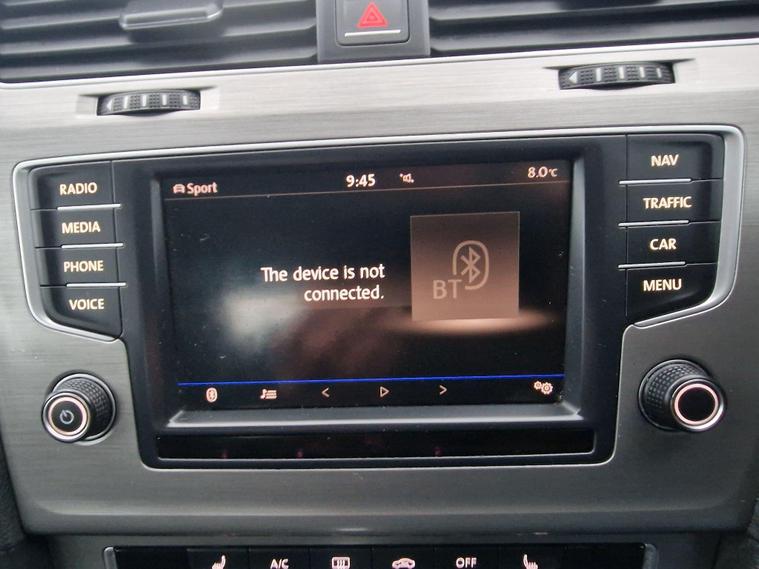 Sport
9:45
8.0°C
RADIO
MEDIA
PHONE
VOICE
The device is not
connected.
BT
NAV
TRAFFIC
CAR
MENU
A/C
OFF